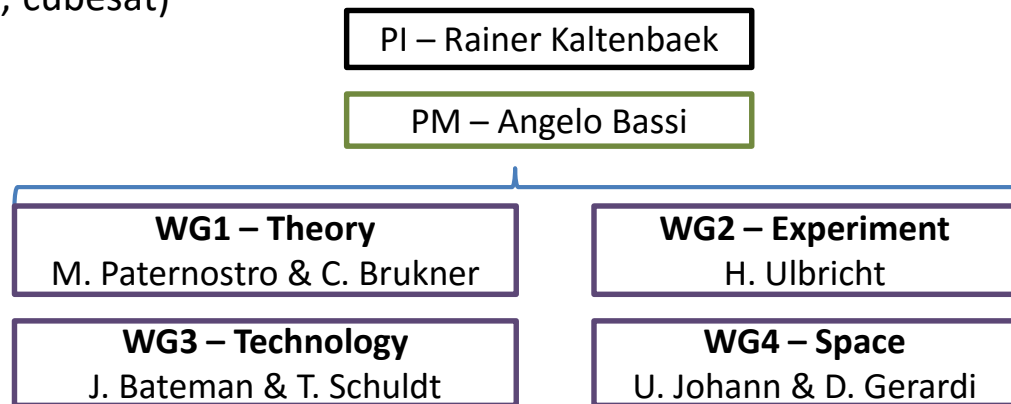 , cubesat)
PI – Rainer Kaltenbaek
PM – Angelo Bassi
WG1 – Theory
M. Paternostro & C. Brukner
WG2 – Experiment
H. Ulbricht
WG3 – Technology
J. Bateman & T. Schuldt
WG4 – Space
U. Johann & D. Gerardi